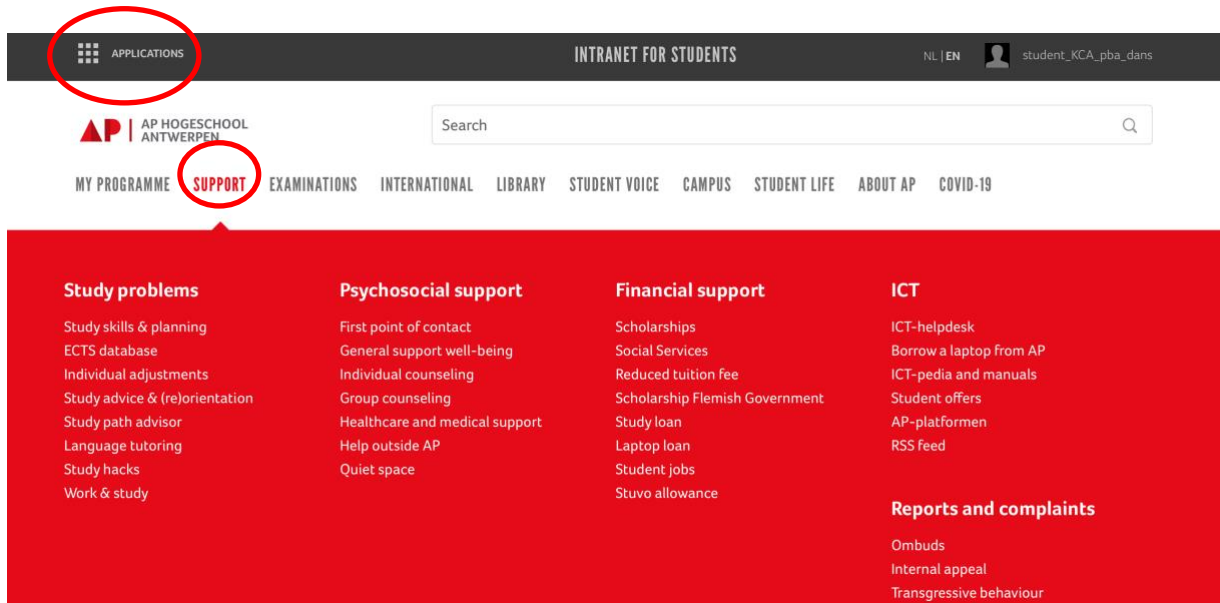 APPLICATIONS
INTRANET FOR STUDENTS
NL | EN
student_KCA_pba_dans
AP | AP HOGESCHOOL
ANTWERPEN
Search
MY PROGRAMME SUPPORT EXAMINATIONS INTERNATIONAL LIBRARY STUDENT VOICE CAMPUS STUDENT LIFE ABOUT AP COVID-19
Study problems
Study skills & planning
ECTS database
Individual adjustments
Study advice & (re)orientation
Study path advisor
Language tutoring
Study hacks
Work & study
Psychosocial support
First point of contact
General support well-being
Individual counseling
Group counseling
Healthcare and medical support
Help outside AP
Quiet space
Financial support
Scholarships
Social Services
Reduced tuition fee
Scholarship Flemish Government
Study loan
Laptop loan
Student jobs
Stuvo allowance
ICT
ICT-helpdesk
Borrow a laptop from AP
ICT-pedia and manuals
Student offers
AP-platformen
RSS feed
Reports and complaints
Ombuds
Internal appeal
Transgressive behaviour